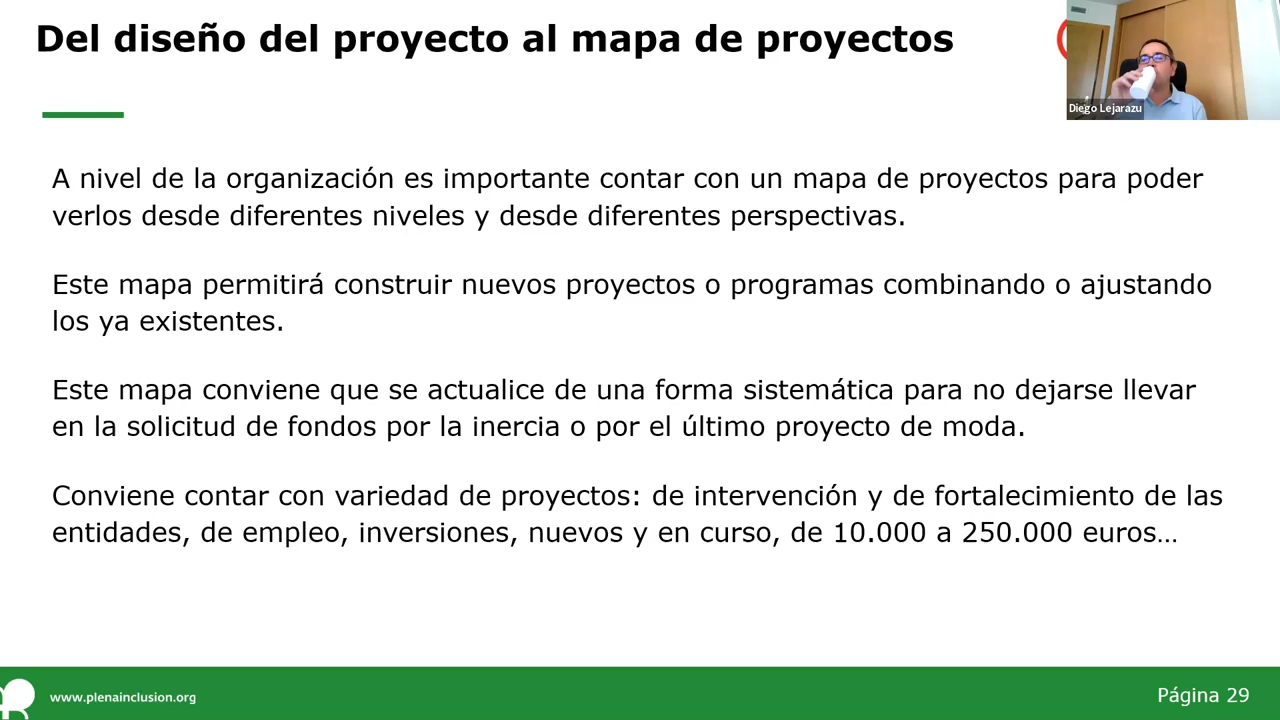 Del diseño del proyecto al mapa de proyectos
Diego Lejarazu
A nivel de la organización es importante contar con un mapa de proyectos para poder
verlos desde diferentes niveles y desde diferentes perspectivas.
Este mapa permitirá construir nuevos proyectos o programas combinando o ajustando
los ya existentes.
Este mapa conviene que se actualice de una forma sistemática para no dejarse llevar
en la solicitud de fondos por la inercia o por el último proyecto de moda.
Conviene contar con variedad de proyectos: de intervención y de fortalecimiento de las
entidades, de empleo, inversiones, nuevos y en curso, de 10.000 a 250.000 euros…
www.plenainclusion.org
Página 29